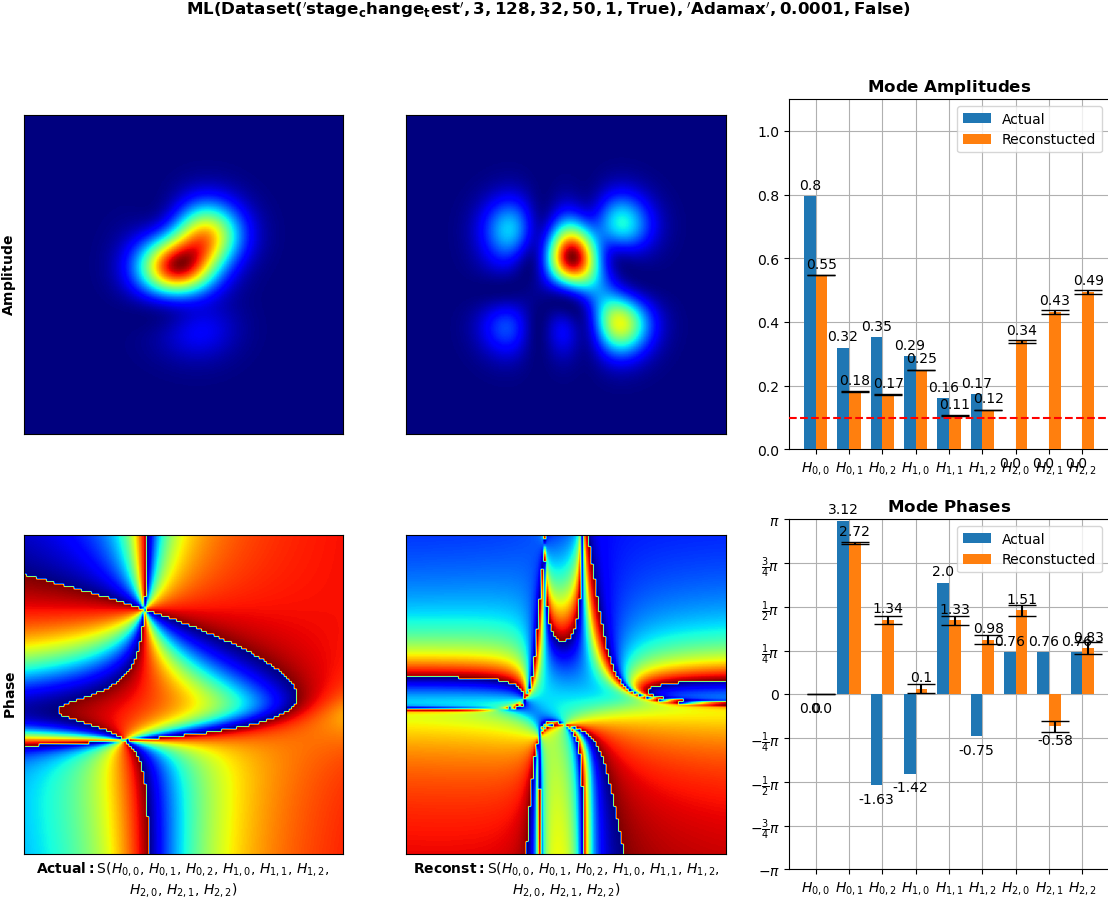 ML(Dataset('stage_change_test', 3, 128, 32, 50, 1, True), 'Adamax', 0.0001, False)
Amplitude
Mode Amplitudes
Actual
Reconstucted
1.0
0.8
0.6
0.4
0.2
0.0
0.8
0.55
0.32
0.18
0.35
0.17
0.29
0.25
0.16
0.11
0.17
0.12
0.0
0.34
0.0
0.43
0.0
0.49
H0,0 H0,1 H0,2 H1,0 H1,1 H1,2 H2,0 H2,1 H2,2
Phase
Actual: S(H0,0, H0,1, H0,2, H1,0, H1,1, H1,2,
H2,0, H2,1, H2,2)
Reconst: S(H0,0, H0,1, H0,2, H1,0, H1,1, H1,2,
H2,0, H2,1, H2,2)
Mode Phases
Actual
Reconstucted
π
3/4π
1/2π
1/4π
0
−1/4π
−1/2π
−3/4π
−π
0.0
0.0
3.12
2.72
-1.63
1.34
-1.42
0.1
2.0
1.33
-0.75
0.98
0.76
1.51
0.76
-0.58
0.76
0.83
H0,0 H0,1 H0,2 H1,0 H1,1 H1,2 H2,0 H2,1 H2,2